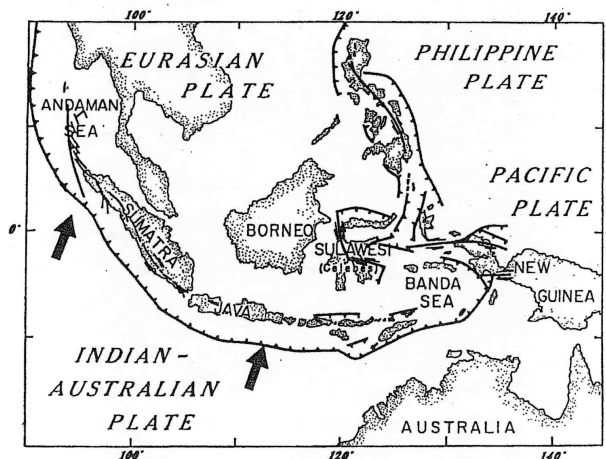 100° 120° 140°
EURASIAN
PLATE
PHILIPPINE
PLATE
ANDAMAN
SEA
PACIFIC
PLATE
0°
SUMATRA
BORNEO
SULAWESI
(Celebes)
BANDA
SEA
NEW
GUINEA
JAVA
INDIAN-
AUSTRALIAN
PLATE
AUSTRALIA
100° 120° 140°